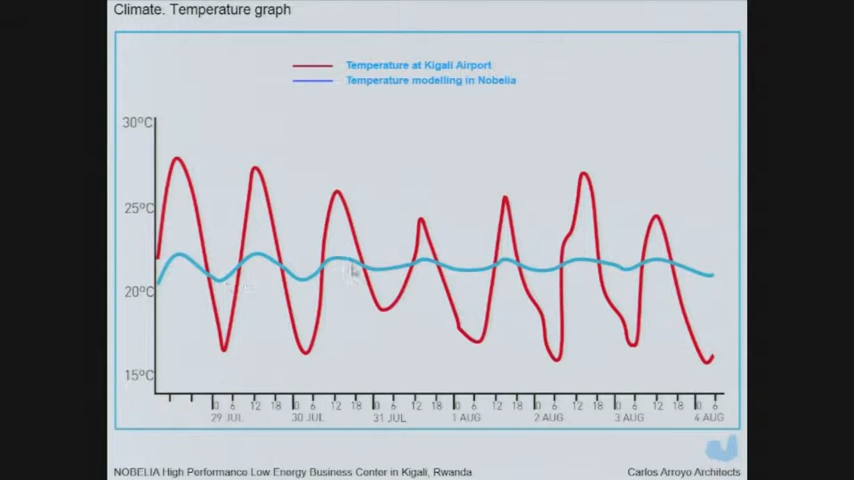 Climate. Temperature graph
Temperature at Kigali Airport
Temperature modelling in Nobelia
30ºC
25ºC
20ºC
15ºC
0 6 12 18 0 6 12 18 0 6 12 18 0 6 12 18 0 6 12 18 0 6 12 18 0 6
29 JUL 30 JUL 31 JUL 1 AUG 2 AUG 3 AUG 4 AUG
NOBELIA High Performance Low Energy Business Center in Kigali, Rwanda
Carlos Arroyo Architects